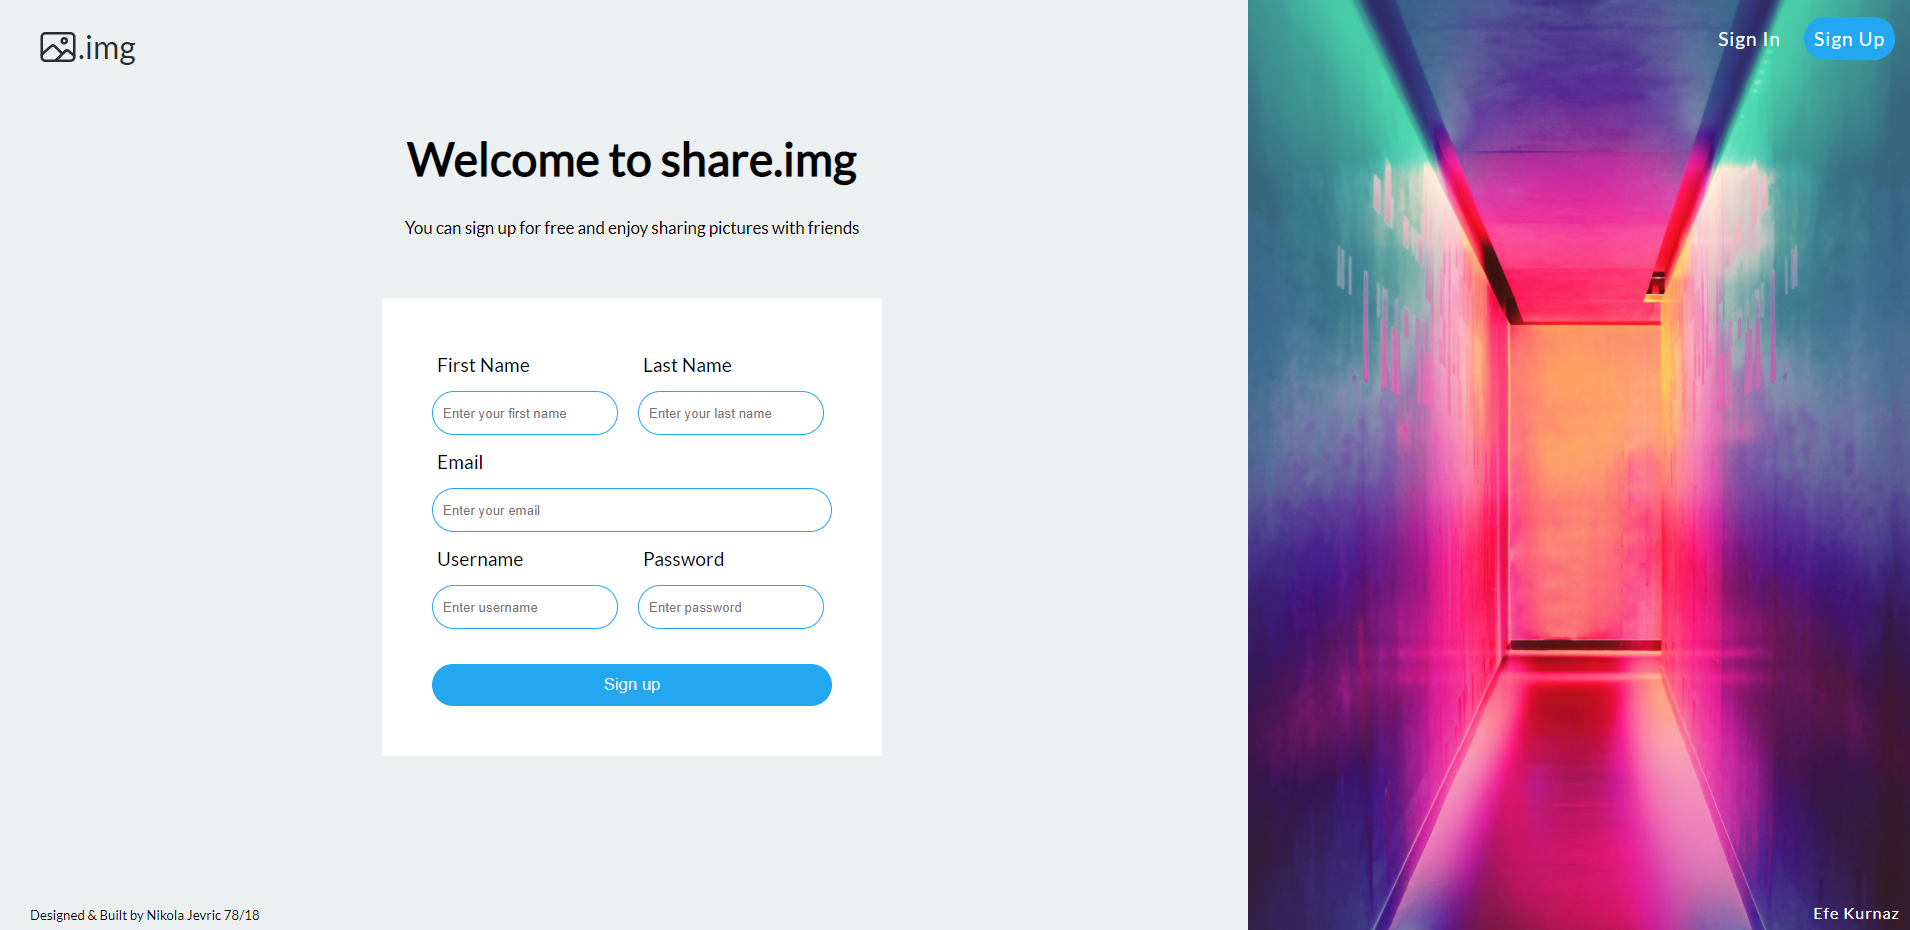 .img
Sign In
Sign Up
Welcome to share.img
You can sign up for free and enjoy sharing pictures with friends
First Name
Last Name
Enter your first name
Enter your last name
Email
Enter your email
Username
Password
Enter username
Enter password
Sign up
Designed & Built by Nikola Jevric 78/18
Efe Kurnaz